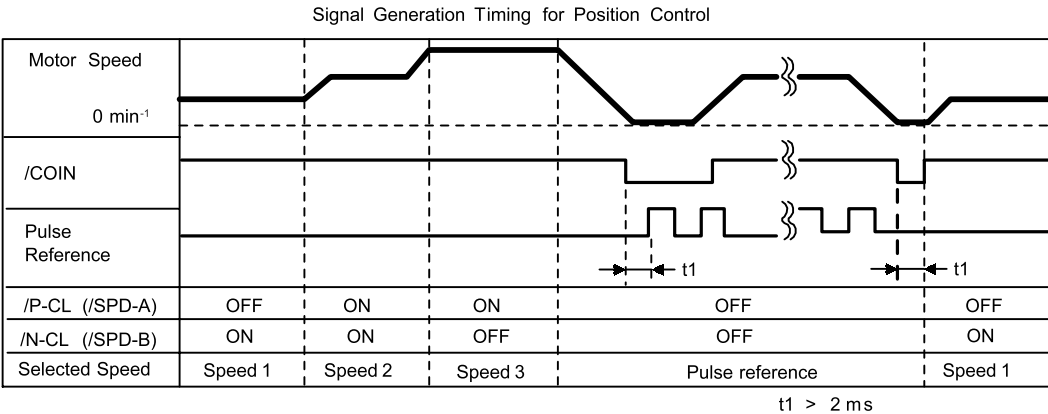 Signal Generation Timing for Position Control
Motor Speed
0 min-1
/COIN
Pulse
Reference
t1 t1
/P-CL (/SPD-A) OFF ON ON OFF OFF
/N-CL (/SPD-B) ON ON OFF OFF ON
Selected Speed Speed 1 Speed 2 Speed 3 Pulse reference Speed 1
t1 > 2 ms